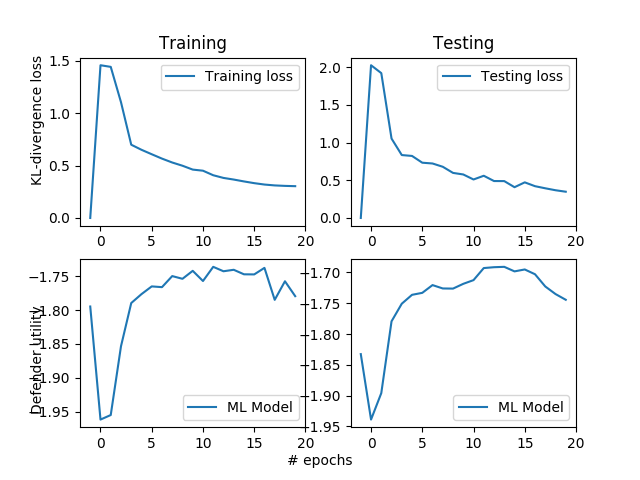 Training
Testing
KL-divergence loss
1.5
1.0
0.5
0.0
Training loss
0 5 10 15 20
2.0
1.5
1.0
0.5
0.0
Testing loss
0 5 10 15 20
Defender utility
−1.75
−1.80
−1.85
−1.90
−1.95
ML Model
0 5 10 15 20
−1.70
−1.75
−1.80
−1.85
−1.90
−1.95
ML Model
0 5 10 15 20
# epochs